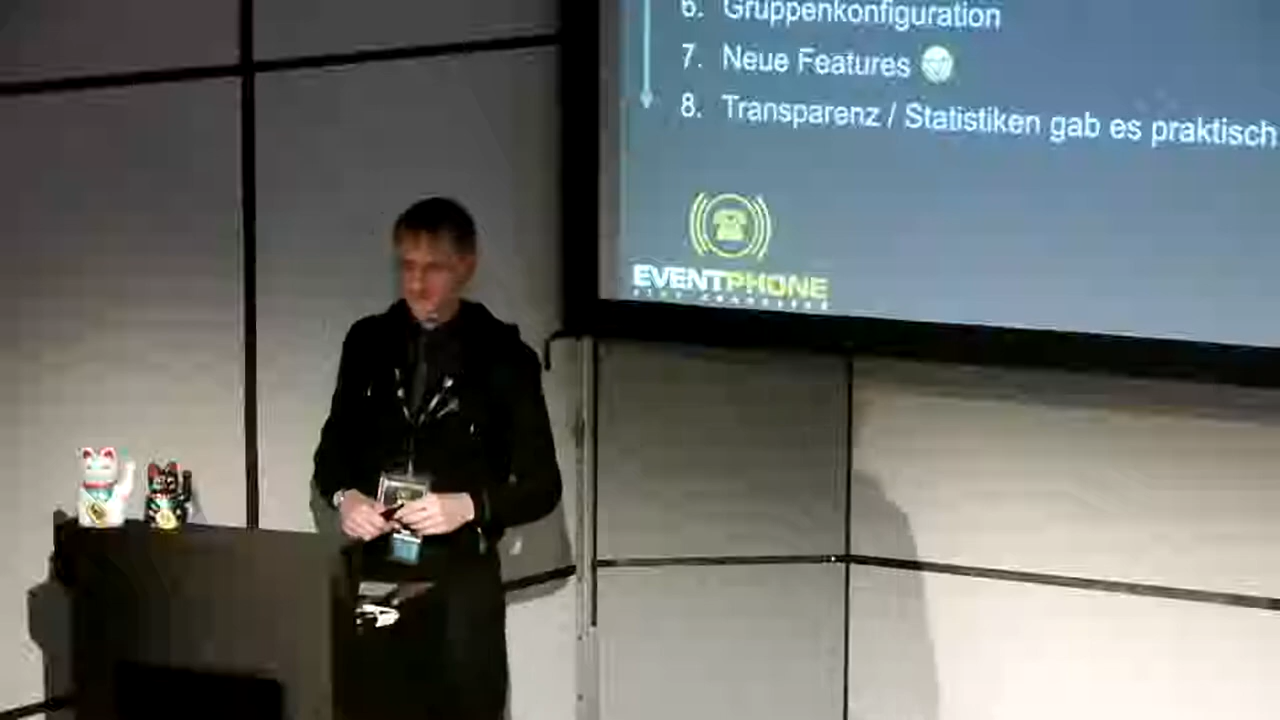 6. Gruppenkonfiguration
7. Neue Features
8. Transparenz / Statistiken gab es praktisch
EVENTPHONE